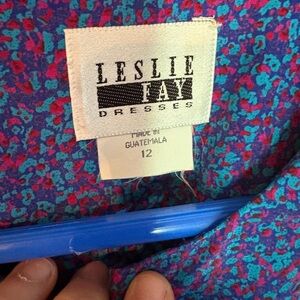 LESLIE
FAY
DRESSES
MADE IN
GUATEMALA
12